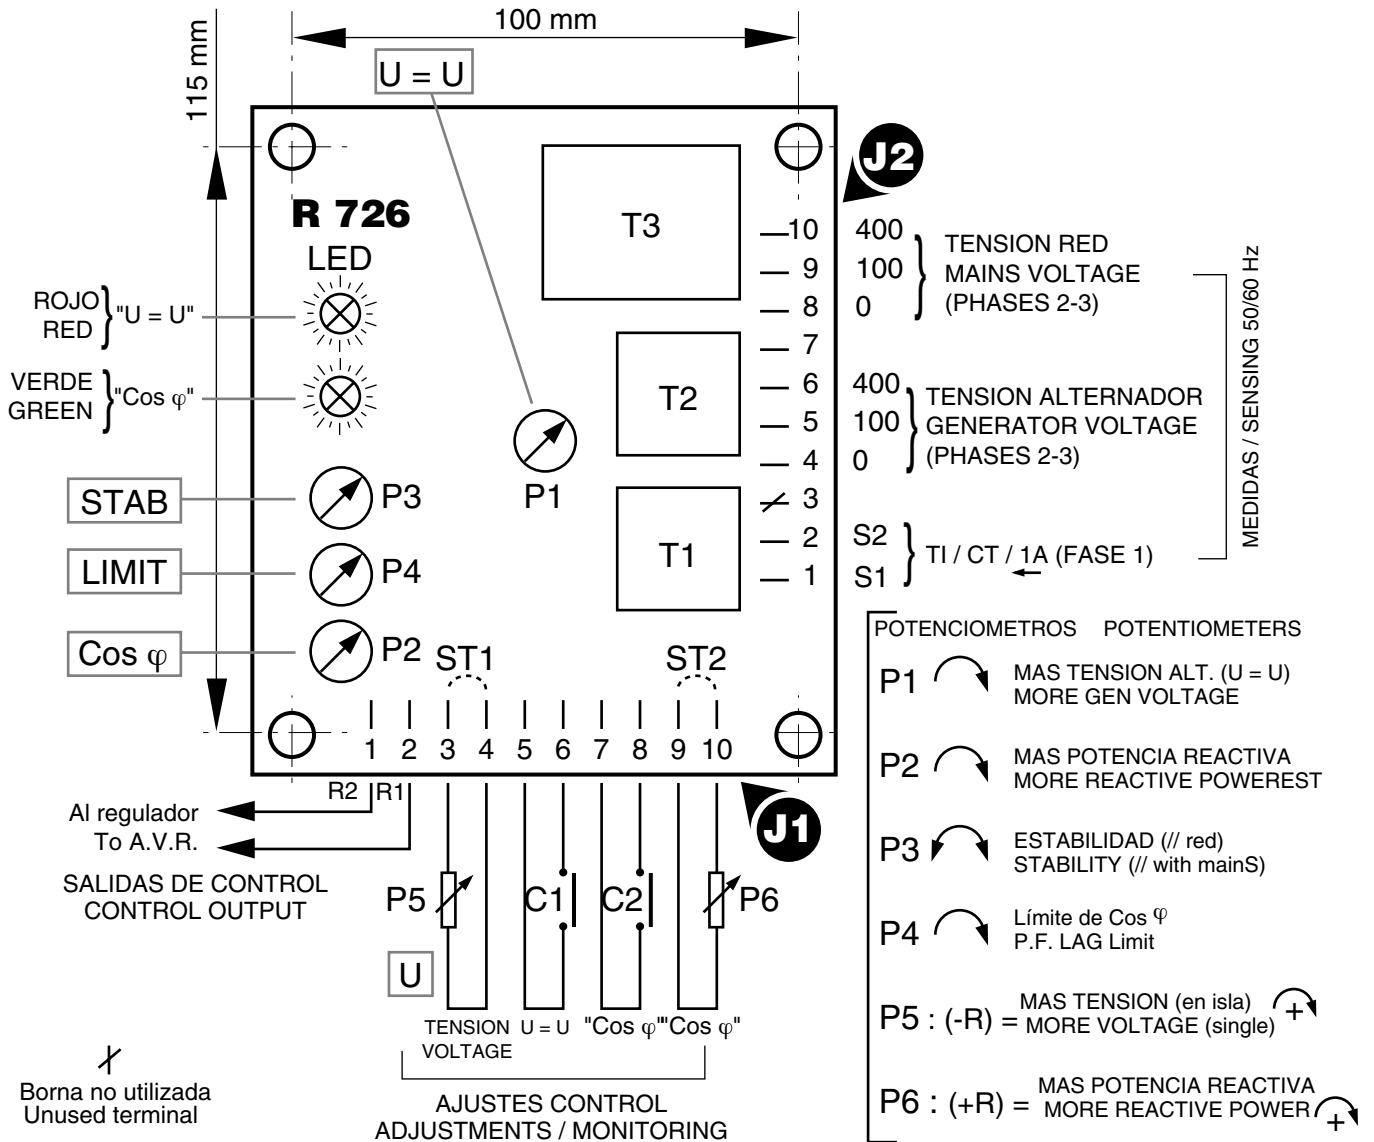 100 mm
115 mm
U = U
J2
R 726
LED
T3
10 400
9 100
8 0
TENSION RED
MAINS VOLTAGE
(PHASES 2-3)
MEDIDAS / SENSING 50/60 Hz
ROJO
RED
"U = U"
VERDE
GREEN
"Cos φ"
T2
7
6 400
5 100
4 0
TENSION ALTERNADOR
GENERATOR VOLTAGE
(PHASES 2-3)
P1
STAB
P3
LIMIT
P4
Cos φ
P2
T1
3
2 S2
1 S1
TI / CT / 1A (FASE 1)
ST1
ST2
1 2 3 4 5 6 7 8 9 10
R2 R1
J1
Al regulador
To A.V.R.
SALIDAS DE CONTROL
CONTROL OUTPUT
P5
C1
C2
P6
U
TENSION
VOLTAGE
U = U
"Cos φ"
"Cos φ"
AJUSTES CONTROL
ADJUSTMENTS / MONITORING
Borna no utilizada
Unused terminal
POTENCIOMETROS POTENTIOMETERS
P1
MAS TENSION ALT. (U = U)
MORE GEN VOLTAGE
P2
MAS POTENCIA REACTIVA
MORE REACTIVE POWEREST
P3
ESTABILIDAD (// red)
STABILITY (// with mainS)
P4
Límite de Cos φ
P.F. LAG Limit
P5 : (-R) =
MAS TENSION (en isla)
MORE VOLTAGE (single)
+
P6 : (+R) =
MAS POTENCIA REACTIVA
MORE REACTIVE POWER
+